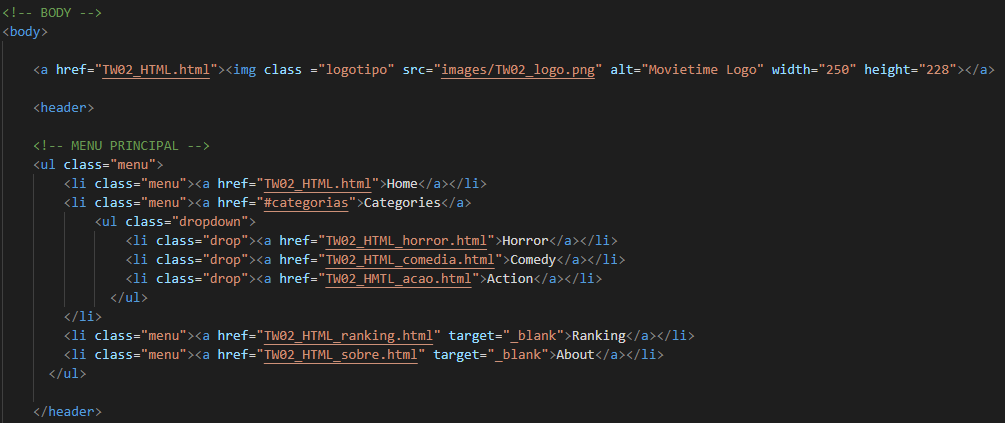 <!-- BODY -->
<body>
<a href="TW02_HTML.html"><img class ="logotipo" src="images/TW02_logo.png" alt="Movietime Logo" width="250" height="228"></a>
<header>
<!-- MENU PRINCIPAL -->
<ul class="menu">
<li class="menu"><a href="TW02_HTML.html">Home</a></li>
<li class="menu"><a href="#categorias">Categories</a>
<ul class="dropdown">
<li class="drop"><a href="TW02_HTML_horror.html">Horror</a></li>
<li class="drop"><a href="TW02_HTML_comedia.html">Comedy</a></li>
<li class="drop"><a href="TW02_HMTL_acao.html">Action</a></li>
</ul>
</li>
<li class="menu"><a href="TW02_HTML_ranking.html" target="_blank">Ranking</a></li>
<li class="menu"><a href="TW02_HTML_sobre.html" target="_blank">About</a></li>
</ul>
</header>